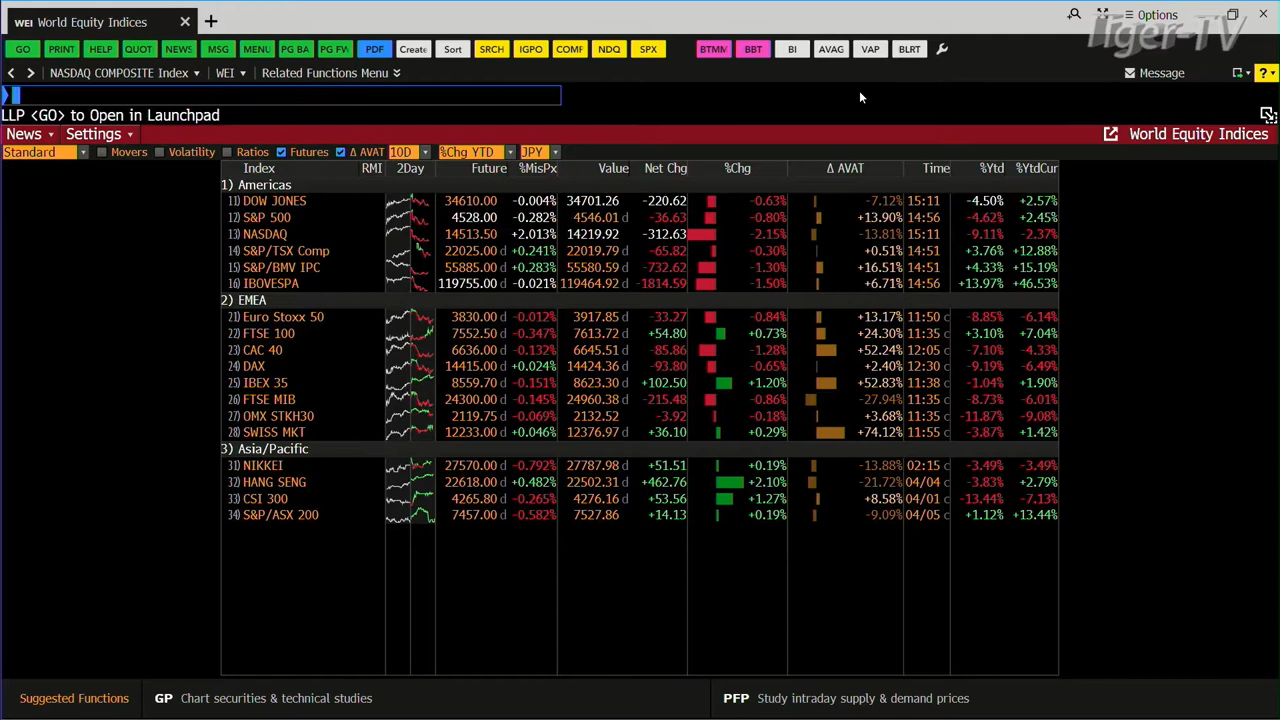 WEI World Equity Indices
Options
Tiger-TV
GO PRINT HELP QUOT NEWS MSG MENU PG BA PG FW PDF Create Sort SRCH IGPO COMF NDQ SPX BTMM BBT BI AVAG VAP BLRT
NASDAQ COMPOSITE Index WEI Related Functions Menu Message ?
LLP <GO> to Open in Launchpad
News Settings World Equity Indices
Standard Movers Volatility Ratios Futures Δ AVAT 10D %Chg YTD JPY
Index RMI 2Day Future %MisPx Value Net Chg %Chg Δ AVAT Time %Ytd %YtdCur
1) Americas
11) DOW JONES 34610.00 -0.004% 34701.26 -220.62 -0.63% -7.12% 15:11 -4.50% +2.57%
12) S&P 500 4528.00 -0.282% 4546.01 d -36.63 -0.80% +13.90% 14:56 -4.62% +2.45%
13) NASDAQ 14513.50 +2.013% 14219.92 -312.63 -2.15% -13.81% 15:11 -9.11% -2.37%
14) S&P/TSX Comp 22025.00 d +0.241% 22019.79 d -65.82 -0.30% +0.51% 14:51 +3.76% +12.88%
15) S&P/BMV IPC 55885.00 d +0.283% 55580.59 d -732.62 -1.30% +16.51% 14:51 +4.33% +15.19%
16) IBOVESPA 119755.00 d -0.021% 119464.92 d -1814.59 -1.50% +6.71% 14:56 +13.97% +46.53%
2) EMEA
21) Euro Stoxx 50 3830.00 d -0.012% 3917.85 d -33.27 -0.84% +13.17% 11:50 c -8.85% -6.14%
22) FTSE 100 7552.50 d -0.347% 7613.72 d +54.80 +0.73% +24.30% 11:35 c +3.10% +7.04%
23) CAC 40 6636.00 d -0.132% 6645.51 d -85.86 -1.28% +52.24% 12:05 c -7.10% -4.33%
24) DAX 14415.00 d +0.024% 14424.36 d -93.80 -0.65% +2.40% 12:30 c -9.19% -6.49%
25) IBEX 35 8559.70 d -0.151% 8623.30 d +102.50 +1.20% +52.83% 11:38 c -1.04% +1.90%
26) FTSE MIB 24300.00 d -0.145% 24960.38 d -215.48 -0.86% -27.94% 11:35 c -8.73% -6.01%
27) OMX STKH30 2119.75 d -0.069% 2132.52 d -3.92 -0.18% +3.68% 11:35 c -11.87% -9.08%
28) SWISS MKT 12233.00 d +0.046% 12376.97 d +36.10 +0.29% +74.12% 11:55 c -3.87% +1.42%
3) Asia/Pacific
31) NIKKEI 27570.00 d -0.792% 27787.98 d +51.51 +0.19% -13.88% 02:15 c -3.49% -3.49%
32) HANG SENG 22618.00 d +0.482% 22502.31 d +462.76 +2.10% -21.72% 04/04 c -3.83% +2.79%
33) CSI 300 4265.80 d -0.265% 4276.16 d +53.56 +1.27% +8.58% 04/01 c -13.44% -7.13%
34) S&P/ASX 200 7457.00 d -0.582% 7527.86 +14.13 +0.19% -9.09% 04/05 c +1.12% +13.44%
Suggested Functions GP Chart securities & technical studies PFP Study intraday supply & demand prices